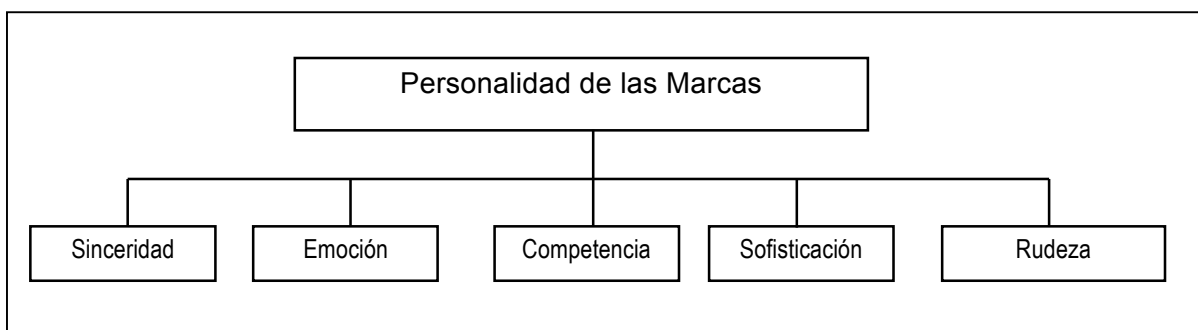 Personalidad de las Marcas
Sinceridad
Emoción
Competencia
Sofisticación
Rudeza